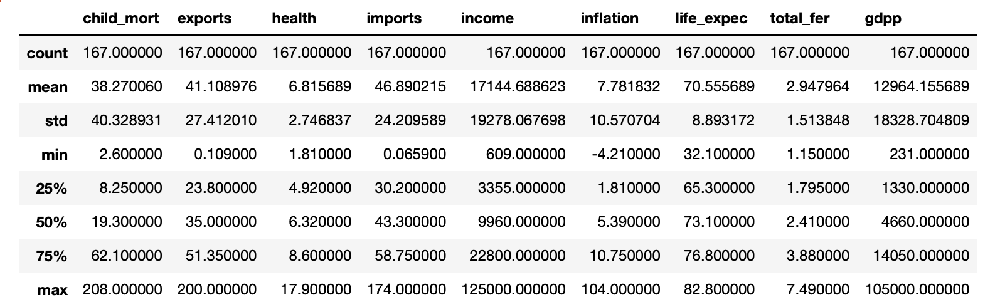 child_mort exports health imports income inflation life_expec total_fer gdpp
count 167.000000 167.000000 167.000000 167.000000 167.000000 167.000000 167.000000 167.000000 167.000000
mean 38.270060 41.108976 6.815689 46.890215 17144.688623 7.781832 70.555689 2.947964 12964.155689
std 40.328931 27.412010 2.746837 24.209589 19278.067698 10.570704 8.893172 1.513848 18328.704809
min 2.600000 0.109000 1.810000 0.065900 609.000000 -4.210000 32.100000 1.150000 231.000000
25% 8.250000 23.800000 4.920000 30.200000 3355.000000 1.810000 65.300000 1.795000 1330.000000
50% 19.300000 35.000000 6.320000 43.300000 9960.000000 5.390000 73.100000 2.410000 4660.000000
75% 62.100000 51.350000 8.600000 58.750000 22800.000000 10.750000 76.800000 3.880000 14050.000000
max 208.000000 200.000000 17.900000 174.000000 125000.000000 104.000000 82.800000 7.490000 105000.000000